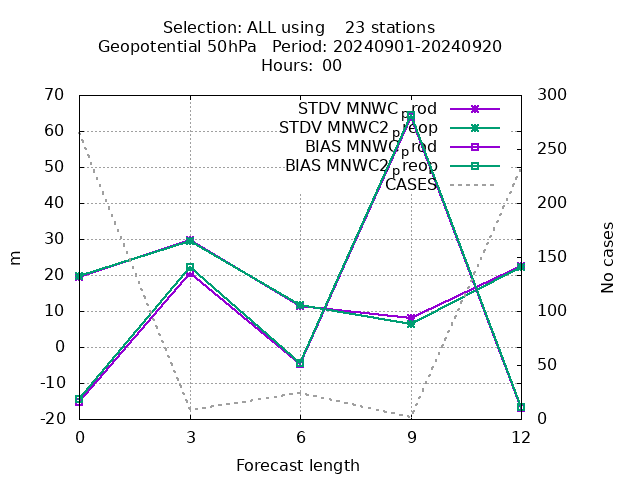 Selection: ALL using    23 stations
Geopotential 50hPa   Period: 20240901-20240920
Hours: 00
70
60
50
40
30
20
10
0
-10
-20
m
300
250
200
150
100
50
0
No cases
STDV MNWC_prod
STDV MNWC2_preop
BIAS MNWC_prod
BIAS MNWC2_preop
CASES
0 3 6 9 12
Forecast length